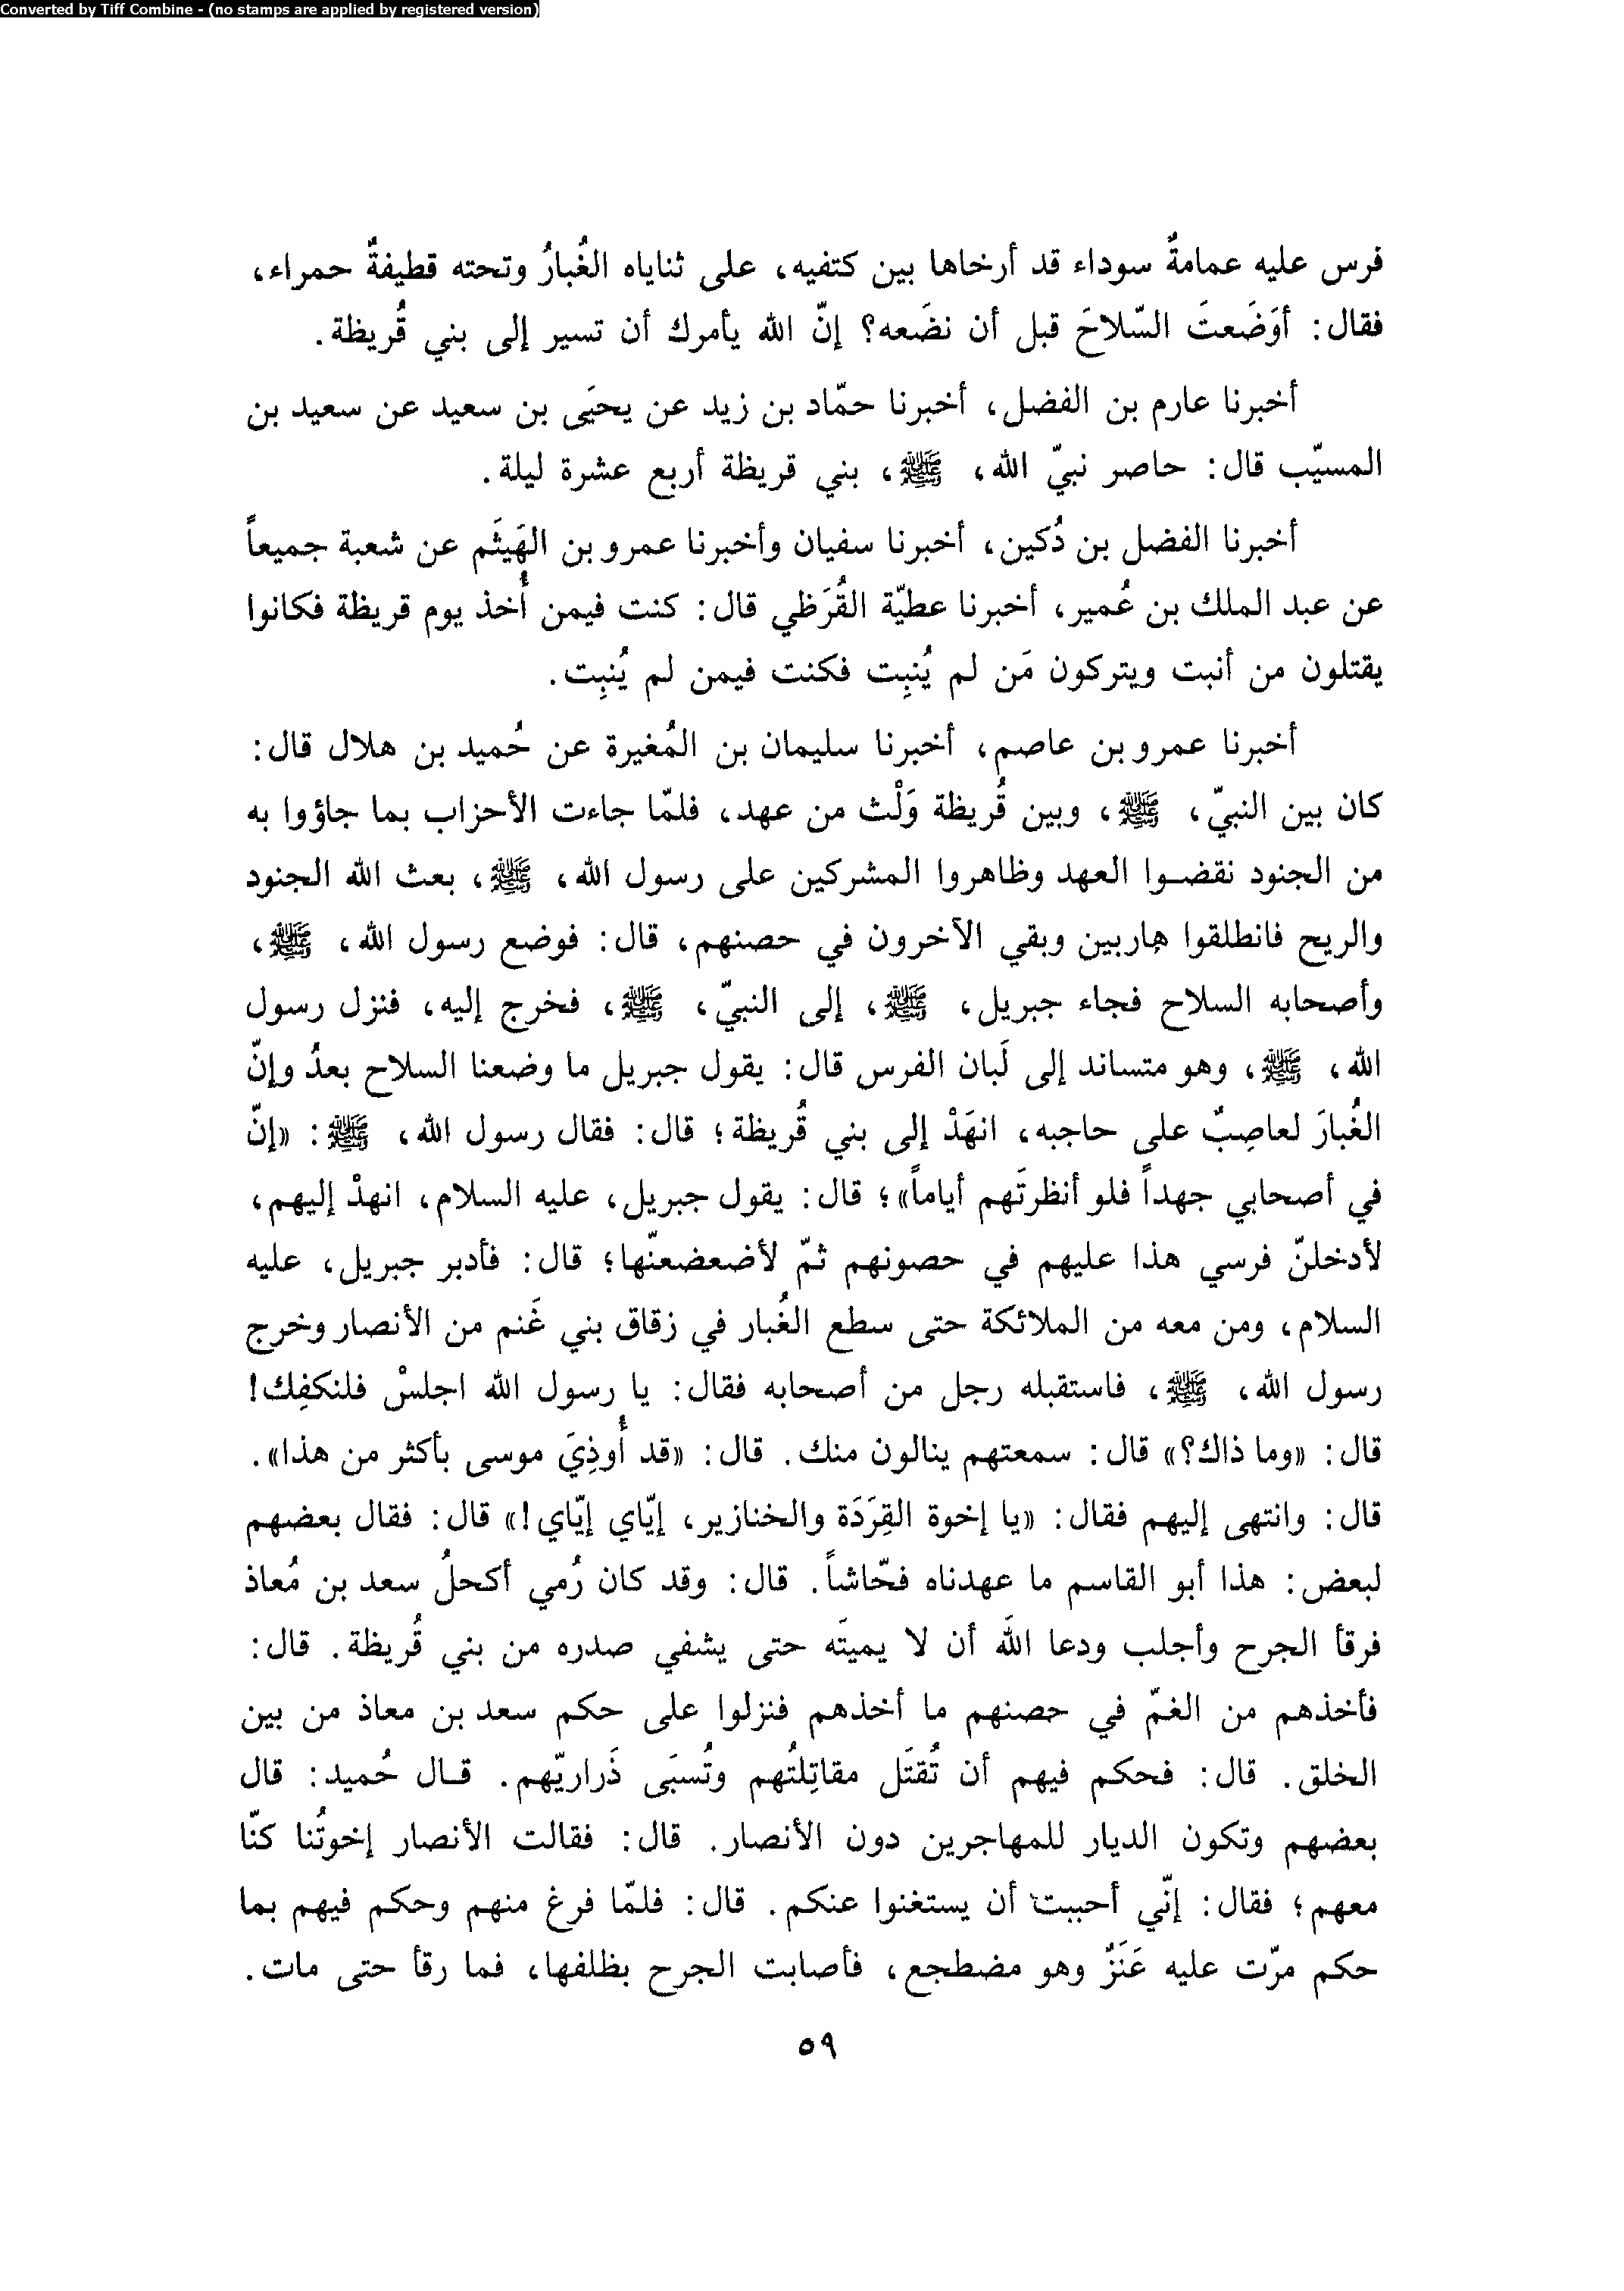 Converted by Tiff Combine - (no stamps are applied by registered version)
فرس عليه عمامةٌ سوداء قد أرخاها بين كتفيه، على ثناياه الغُبارُ وتحته قطيفةٌ حمراء،
فقال: أوَضَعتَ السّلاحَ قبل أن نضَعه؟ إنّ الله يأمرك أن تسير إلى بني قُريظة.
أخبرنا عارم بن الفضل، أخبرنا حمّاد بن زيد عن يحيَى بن سعيد عن سعيد بن
المسيّب قال: حاصر نبيّ الله، ﷺ، بني قريظة أربع عشرة ليلة.
أخبرنا الفضل بن دُكين، أخبرنا سفيان وأخبرنا عمرو بن الهَيثَم عن شعبة جميعاً
عن عبد الملك بن عُمير، أخبرنا عطيّة القُرَظي قال: كنت فيمن أُخذ يوم قريظة فكانوا
يقتلون من أنبت ويتركون مَن لم يُنبِت فكنت فيمن لم يُنبِت.
أخبرنا عمرو بن عاصم، أخبرنا سليمان بن المُغيرة عن حُميد بن هلال قال:
كان بين النبيّ، ﷺ، وبين قُريظة وَلْث من عهد، فلمّا جاءت الأحزاب بما جاؤوا به
من الجنود نقضوا العهد وظاهروا المشركين على رسول الله، ﷺ، بعث الله الجنود
والريح فانطلقوا هاربين وبقي الآخرون في حصنهم، قال: فوضع رسول الله، ﷺ،
وأصحابه السلاح فجاء جبريل، ﷺ، إلى النبيّ، ﷺ، فخرج إليه، فنزل رسول
الله، ﷺ، وهو متساند إلى لَبان الفرس قال: يقول جبريل ما وضعنا السلاح بعدُ وإنّ
الغُبارَ لعاصِبٌ على حاجبه، انهَدْ إلى بني قُريظة؛ قال: فقال رسول الله، ﷺ: «إنّ
في أصحابي جهداً فلو أنظرتَهم أياماً»؛ قال: يقول جبريل، عليه السلام، انهدْ إليهم،
لأدخلنّ فرسي هذا عليهم في حصونهم ثمّ لأضعضعنّها؛ قال: فأدبر جبريل، عليه
السلام، ومن معه من الملائكة حتى سطع الغُبار في زقاق بني غَنم من الأنصار وخرج
رسول الله، ﷺ، فاستقبله رجل من أصحابه فقال: يا رسول الله اجلسْ فلنكفِك!
قال: «وما ذاك؟» قال: سمعتهم ينالون منك. قال: «قد أُوذِيَ موسى بأكثر من هذا».
قال: وانتهى إليهم فقال: «يا إخوة القِرَدَة والخنازير، إيّاي إيّاي!» قال: فقال بعضهم
لبعض: هذا أبو القاسم ما عهدناه فحّاشاً. قال: وقد كان رُمي أكحلُ سعد بن مُعاذ
فرقأ الجرح وأجلب ودعا اللَه أن لا يميتَه حتى يشفي صدره من بني قُريظة. قال:
فأخذهم من الغمّ في حصنهم ما أخذهم فنزلوا على حكم سعد بن معاذ من بين
الخلق. قال: فحكم فيهم أن تُقتَل مقاتِلتُهم وتُسبَى ذَراريّهم. قال حُميد: قال
بعضهم وتكون الديار للمهاجرين دون الأنصار. قال: فقالت الأنصار إخوتُنا كنّا
معهم؛ فقال: إنّي أحببت أن يستغنوا عنكم. قال: فلمّا فرغ منهم وحكم فيهم بما
حكم مرّت عليه عَنَزٌ وهو مضطجع، فأصابت الجرح بظلفها، فما رقأ حتى مات.
٥٩